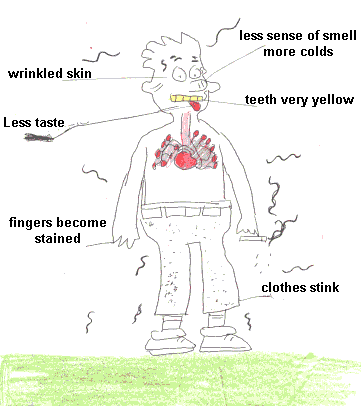 less sense of smell
more colds
wrinkled skin
teeth very yellow
Less taste
fingers become
stained
clothes stink